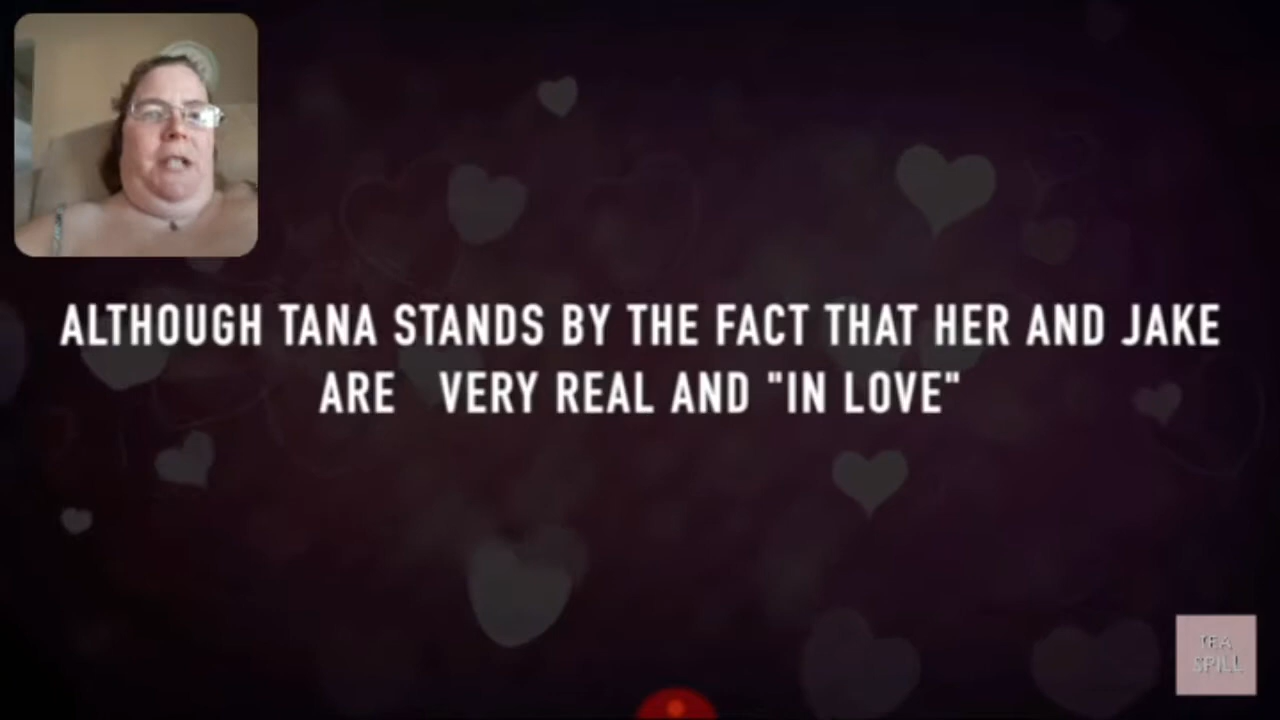 ALTHOUGH TANA STANDS BY THE FACT THAT HER AND JAKE
ARE VERY REAL AND "IN LOVE"
TEA
SPILL